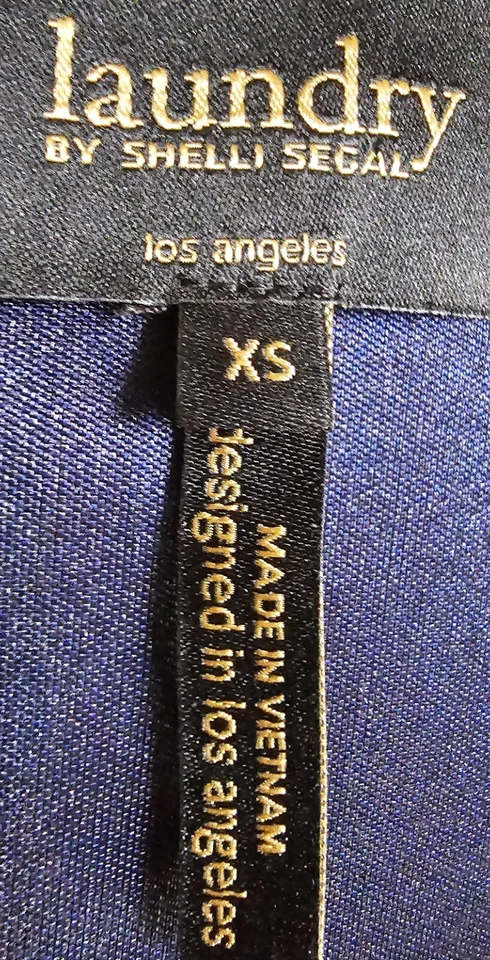 laundry
BY SHELLI SEGAL
los angeles
XS
MADE IN VIETNAM
designed in los angeles